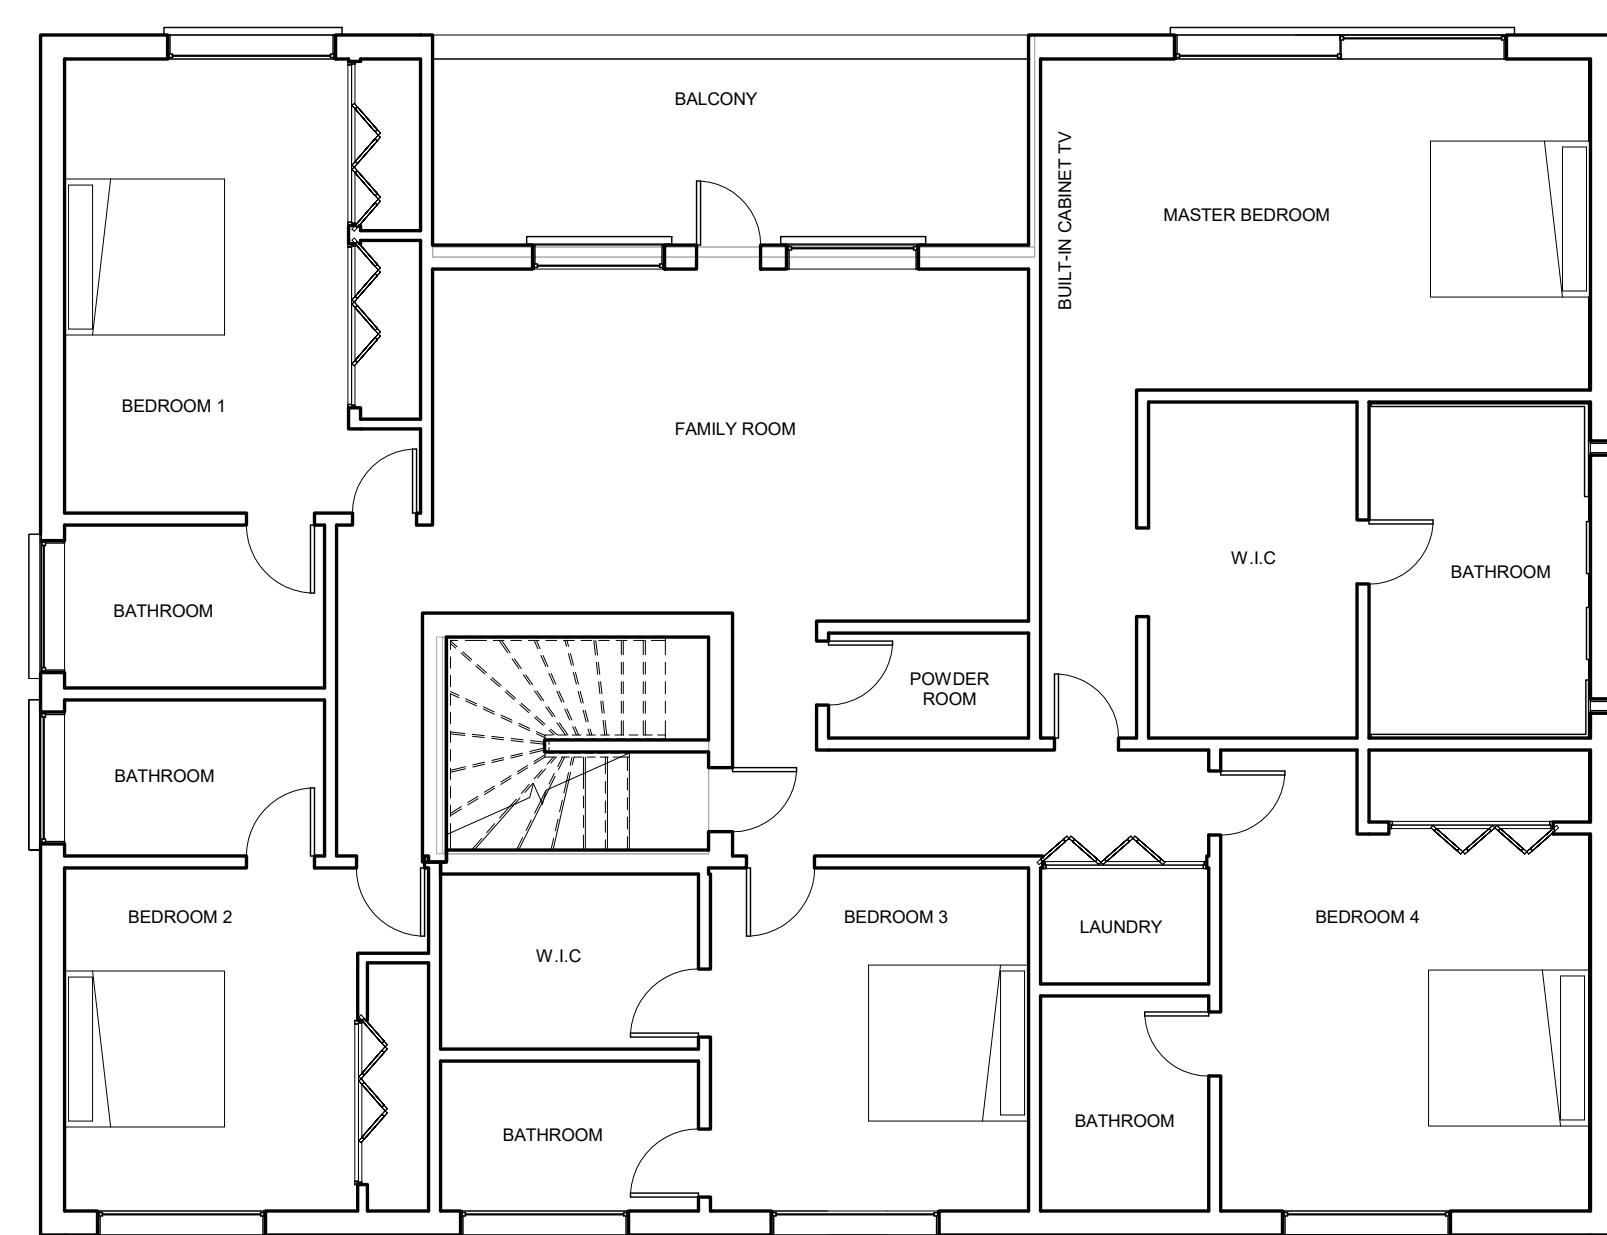 BALCONY
BUILT-IN CABINET TV
MASTER BEDROOM
BEDROOM 1
FAMILY ROOM
W.I.C
BATHROOM
BATHROOM
POWDER
ROOM
BATHROOM
BEDROOM 2
BEDROOM 3
LAUNDRY
BEDROOM 4
W.I.C
BATHROOM
BATHROOM